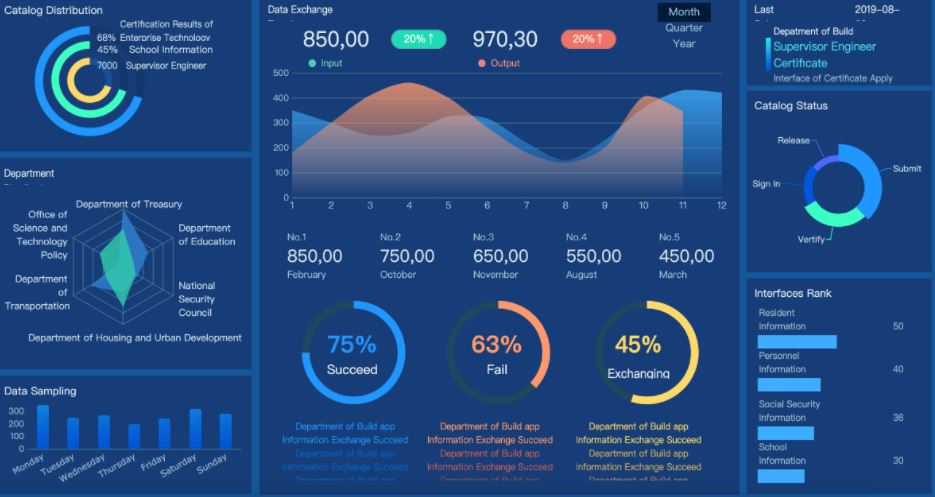 Catalog Distribution
Certification Results of
68% Enterprise Technology
45% School Information
7000 Supervisor Engineer
Department
Department of Treasury
Office of
Science and
Technology
Policy
Department
of Education
Department
of
Transportation
National
Security
Council
Department of Housing and Urban Development
Data Sampling
300
200
100
0
Monday
Tuesday
Wednesday
Thursday
Friday
Saturday
Sunday
Data Exchange
850,00
20%↑
970,30
20%↑
Input
Output
Month
Quarter
Year
500
400
300
200
100
0
1 2 3 4 5 6 7 8 9 10 11 12
No.1 No.2 No.3 No.4 No.5
850,00 750,00 650,00 550,00 450,00
February October November August March
75%
Succeed
63%
Fail
45%
Exchanging
Department of Build app
Information Exchange Succeed
Department of Build app
Information Exchange Succeed
Department of Build app
Information Exchange Succeed
Department of Build app
Information Exchange Succeed
Department of Build app
Information Exchange Succeed
Department of Build app
Information Exchange Succeed
Last 2019-08-
Depatment of Build
Supervisor Engineer
Certificate
Interface of Certificate Apply
Catalog Status
Release
Submit
Sign In
Vertify
Interfaces Rank
Resident
Information 50
Personnel
Information 40
Social Security
Information 36
School
Information 30